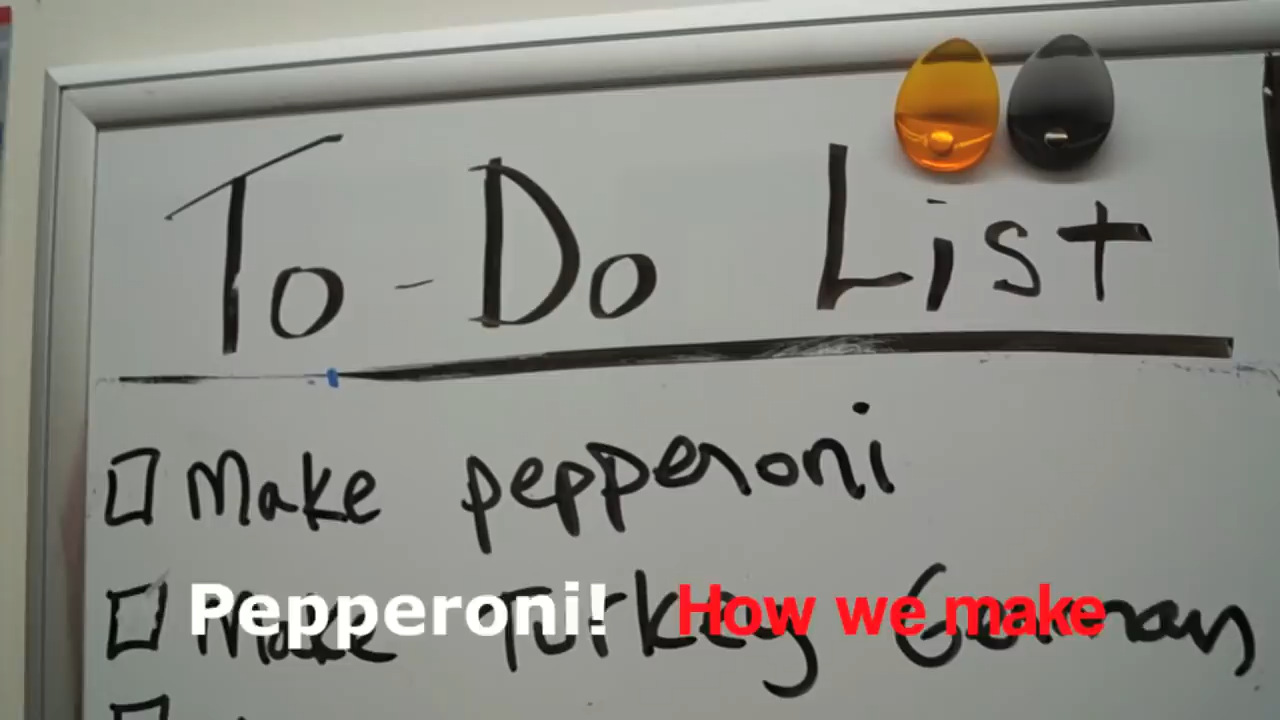 To-Do List
Make pepperoni
Make Turkey German
Pepperoni! How we make